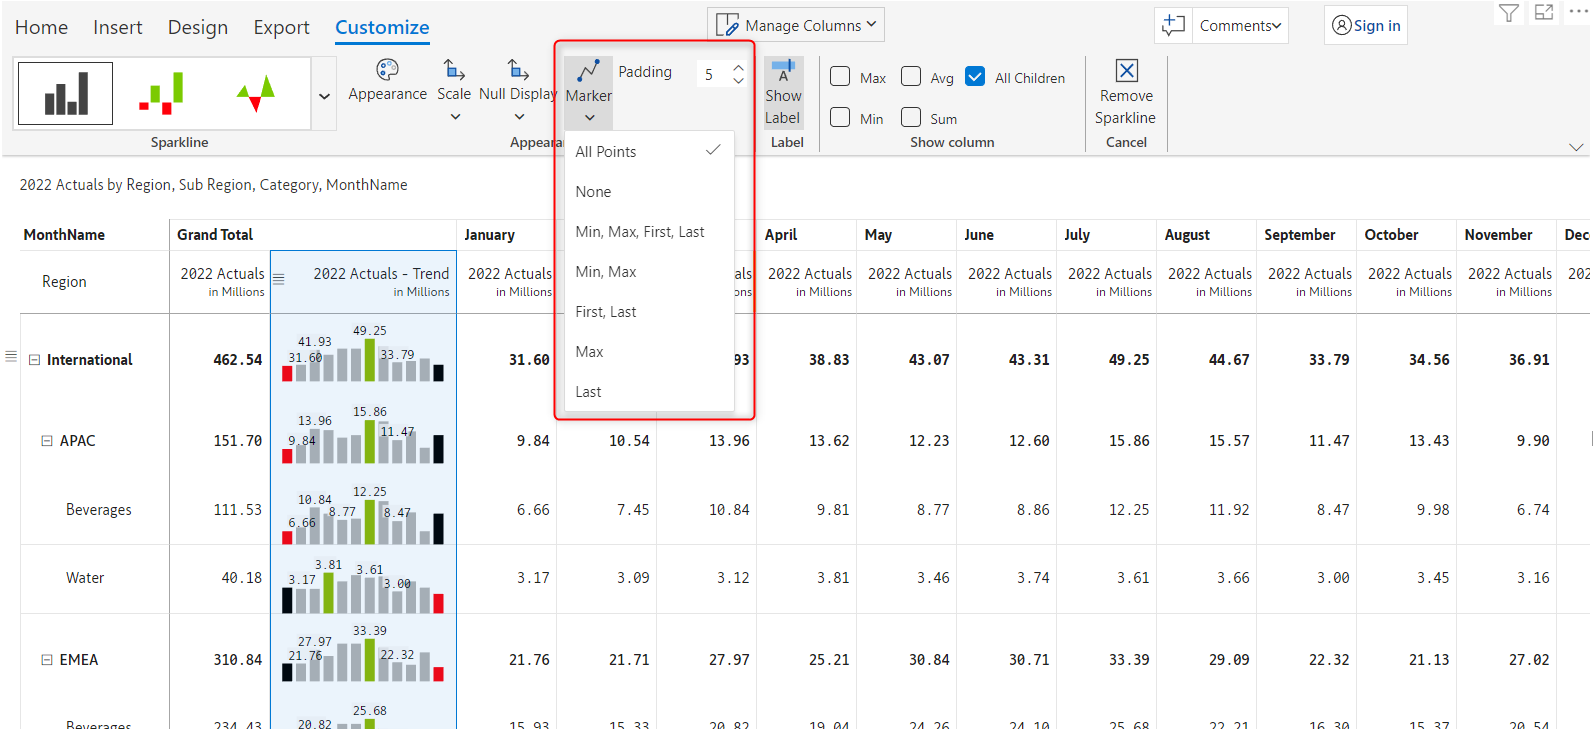 Home Insert Design Export Customize
Manage Columns
Comments
Sign in
Appearance
Scale
Null Display
Marker
Padding 5
Show Label
A
Max Avg All Children
Min Sum
Remove Sparkline
Sparkline
Label
Show column
Cancel
All Points
None
Min, Max, First, Last
Min, Max
First, Last
Max
Last
2022 Actuals by Region, Sub Region, Category, MonthName
MonthName Grand Total January April May June July August September October November
Region 2022 Actuals 2022 Actuals - Trend 2022 Actuals 2022 Actuals 2022 Actuals 2022 Actuals 2022 Actuals 2022 Actuals 2022 Actuals 2022 Actuals 2022 Actuals
in Millions in Millions in Millions in Millions in Millions in Millions in Millions in Millions in Millions in Millions in Millions
49.25
41.93
33.79
31.60
International 462.54 31.60 38.83 43.07 43.31 49.25 44.67 33.79 34.56 36.91
15.86
13.96
11.47
9.84
APAC 151.70 9.84 10.54 13.96 13.62 12.23 12.60 15.86 15.57 11.47 13.43 9.90
12.25
10.84
8.77 8.47
6.66
Beverages 111.53 6.66 7.45 10.84 9.81 8.77 8.86 12.25 11.92 8.47 9.98 6.74
3.81
3.61
3.17 3.00
Water 40.18 3.17 3.09 3.12 3.81 3.46 3.74 3.61 3.66 3.00 3.45 3.16
33.39
27.97
21.76 22.32
EMEA 310.84 21.76 21.71 27.97 25.21 30.84 30.71 33.39 29.09 22.32 21.13 27.02
25.68
20.82
Beverages 234.43 15.93 15.33 20.82 19.04 24.26 24.10 25.68 22.21 16.30 15.37 20.54